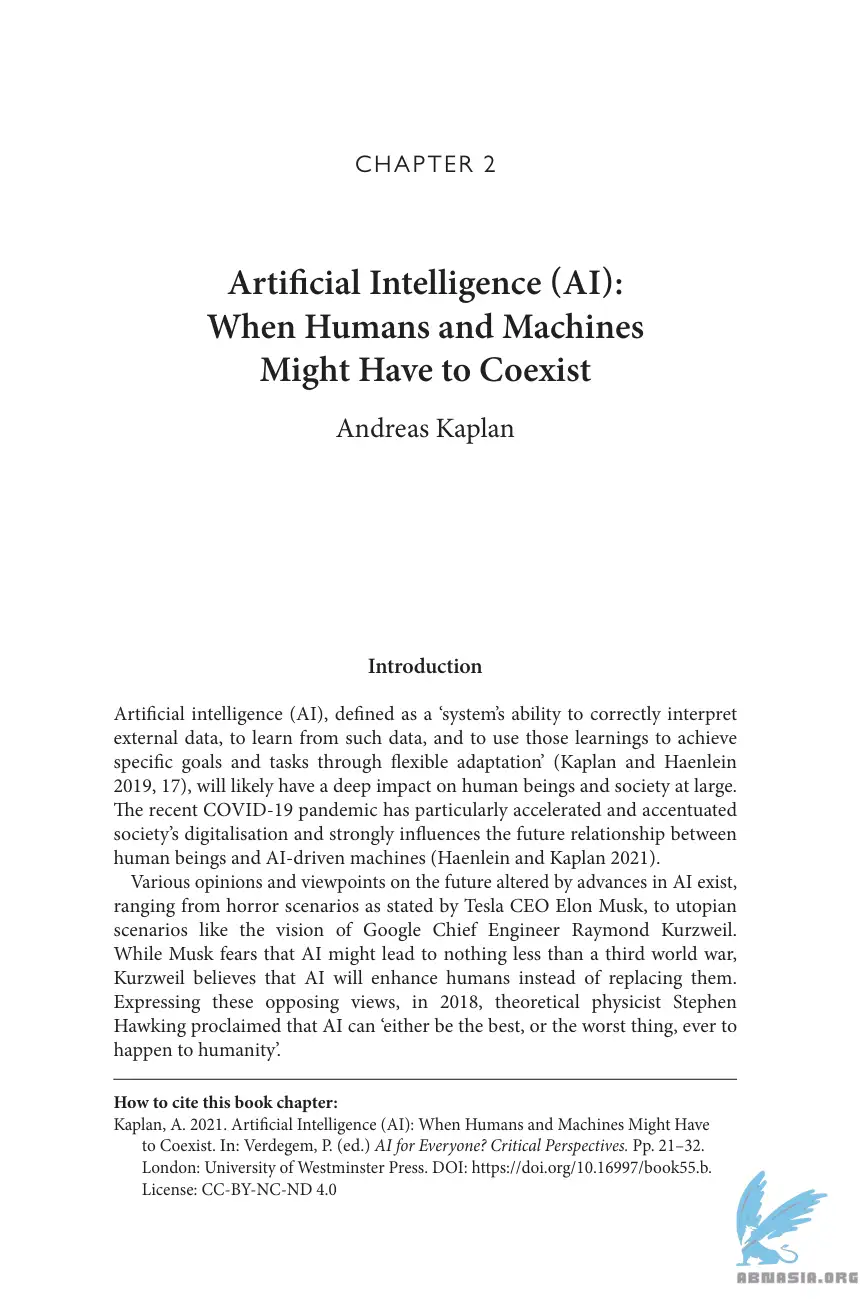 CHAPTER 2
Artificial Intelligence (AI):
When Humans and Machines
Might Have to Coexist
Andreas Kaplan
Introduction
Artificial intelligence (AI), defined as a ‘system’s ability to correctly interpret
external data, to learn from such data, and to use those learnings to achieve
specific goals and tasks through flexible adaptation’ (Kaplan and Haenlein
2019, 17), will likely have a deep impact on human beings and society at large.
The recent COVID-19 pandemic has particularly accelerated and accentuated
society’s digitalisation and strongly influences the future relationship between
human beings and AI-driven machines (Haenlein and Kaplan 2021).
Various opinions and viewpoints on the future altered by advances in AI exist,
ranging from horror scenarios as stated by Tesla CEO Elon Musk, to utopian
scenarios like the vision of Google Chief Engineer Raymond Kurzweil.
While Musk fears that AI might lead to nothing less than a third world war,
Kurzweil believes that AI will enhance humans instead of replacing them.
Expressing these opposing views, in 2018, theoretical physicist Stephen
Hawking proclaimed that AI can ‘either be the best, or the worst thing, ever to
happen to humanity’.
How to cite this book chapter:
Kaplan, A. 2021. Artificial Intelligence (AI): When Humans and Machines Might Have
to Coexist. In: Verdegem, P. (ed.) AI for Everyone? Critical Perspectives. Pp. 21–32.
London: University of Westminster Press. DOI: https://doi.org/10.16997/book55.b.
License: CC-BY-NC-ND 4.0
ABNASIA.ORG